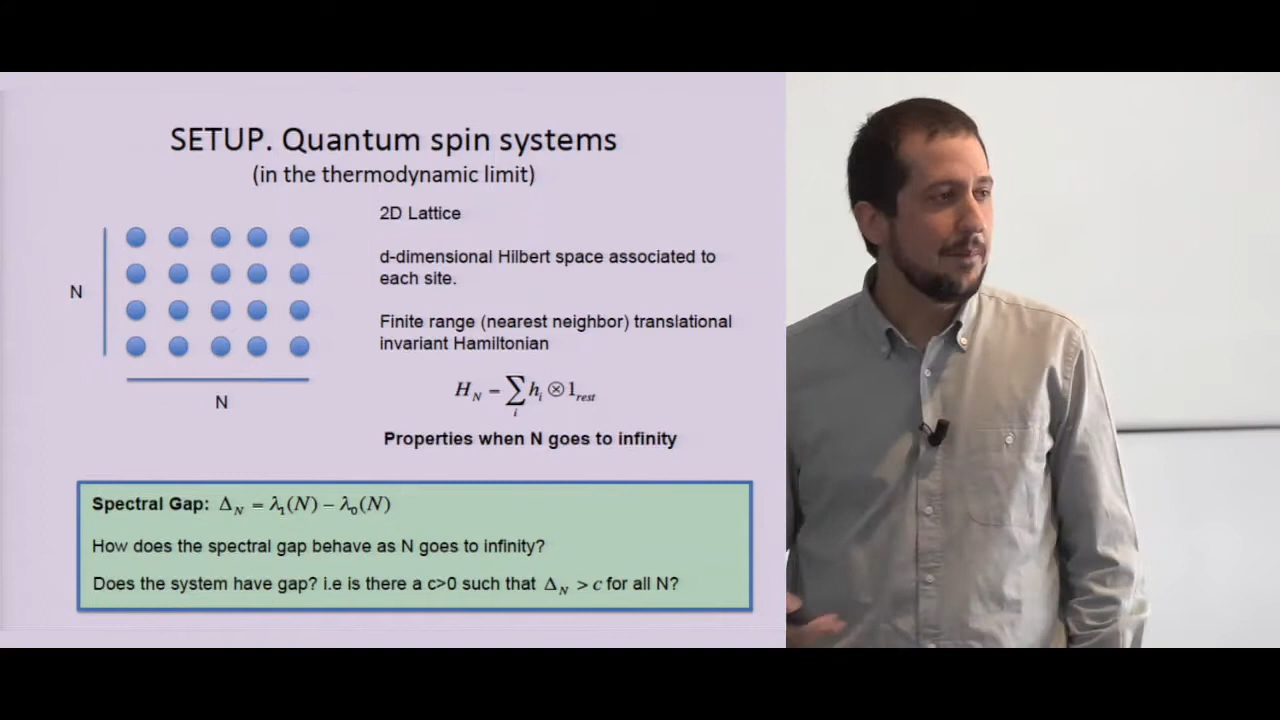 SETUP. Quantum spin systems
(in the thermodynamic limit)
2D Lattice
d-dimensional Hilbert space associated to
each site.
N
Finite range (nearest neighbor) translational
invariant Hamiltonian
H_N = ∑_i h_i ⊗ 1_rest
N
Properties when N goes to infinity
Spectral Gap: Δ_N = λ_1(N) − λ_0(N)
How does the spectral gap behave as N goes to infinity?
Does the system have gap? i.e is there a c>0 such that Δ_N > c for all N?